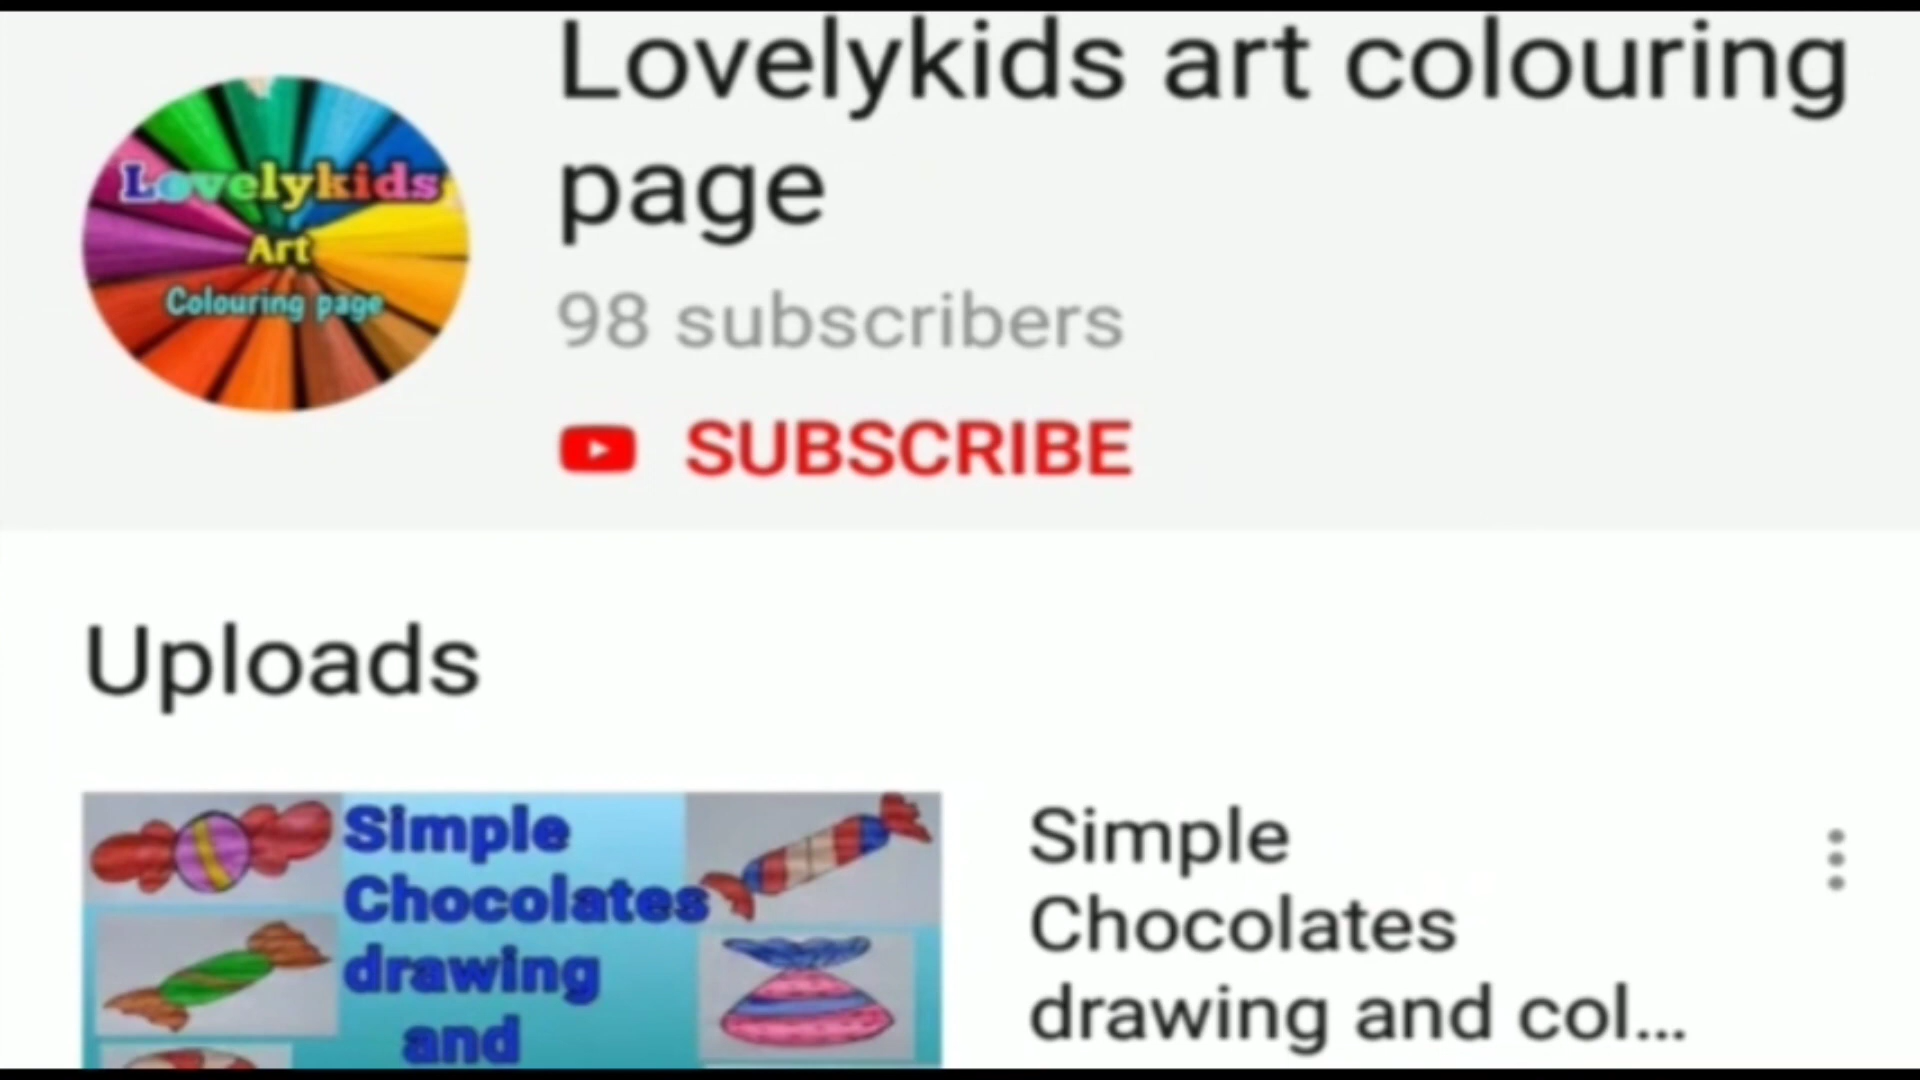 Lovelykids art colouring
page
98 subscribers
SUBSCRIBE
Lovelykids
Art
Colouring page
Uploads
Simple
Chocolates
drawing
and
Simple
Chocolates
drawing and col...